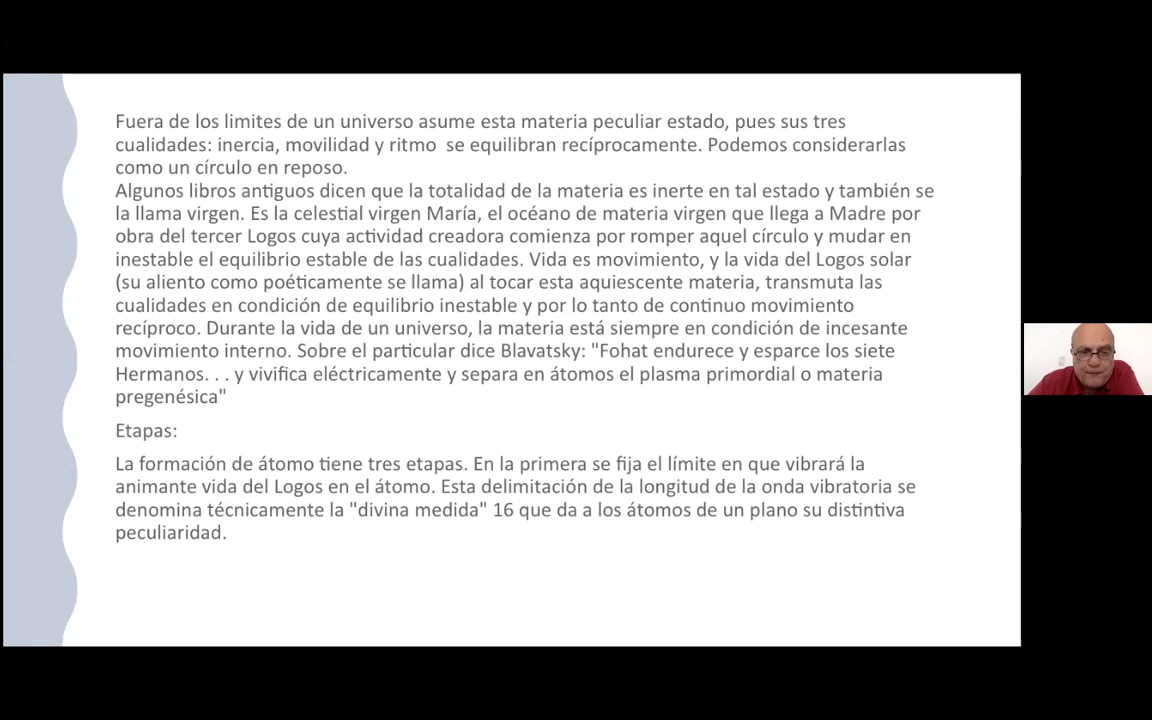 Fuera de los limites de un universo asume esta materia peculiar estado, pues sus tres
cualidades: inercia, movilidad y ritmo se equilibran recíprocamente. Podemos considerarlas
como un círculo en reposo.
Algunos libros antiguos dicen que la totalidad de la materia es inerte en tal estado y también se
la llama virgen. Es la celestial virgen María, el océano de materia virgen que llega a Madre por
obra del tercer Logos cuya actividad creadora comienza por romper aquel círculo y mudar en
inestable el equilibrio estable de las cualidades. Vida es movimiento, y la vida del Logos solar
(su aliento como poéticamente se llama) al tocar esta aquiescente materia, transmuta las
cualidades en condición de equilibrio inestable y por lo tanto de continuo movimiento
recíproco. Durante la vida de un universo, la materia está siempre en condición de incesante
movimiento interno. Sobre el particular dice Blavatsky: "Fohat endurece y esparce los siete
Hermanos. . . y vivifica eléctricamente y separa en átomos el plasma primordial o materia
pregenésica"
Etapas:
La formación de átomo tiene tres etapas. En la primera se fija el límite en que vibrará la
animante vida del Logos en el átomo. Esta delimitación de la longitud de la onda vibratoria se
denomina técnicamente la "divina medida" 16 que da a los átomos de un plano su distintiva
peculiaridad.